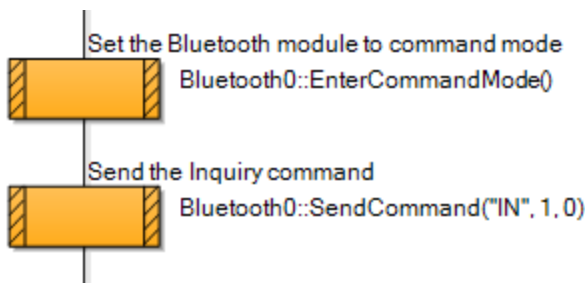 Set the Bluetooth module to command mode
Bluetooth0::EnterCommandMode()
Send the Inquiry command
Bluetooth0::SendCommand("IN", 1, 0)